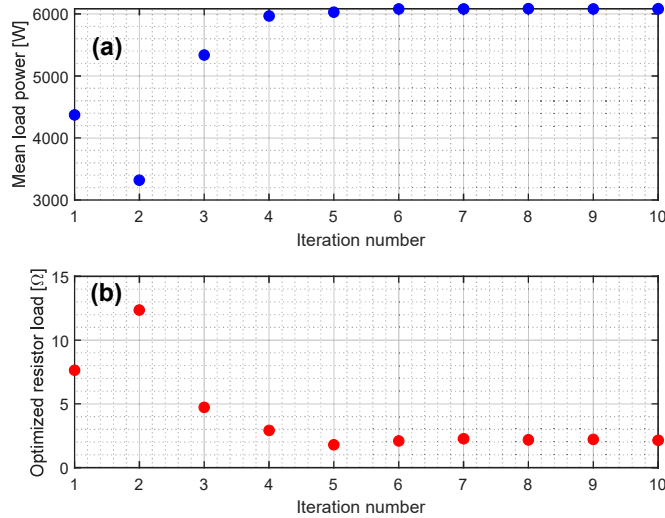 6000
5000
4000
3000
Mean load power [W]
(a)
1 2 3 4 5 6 7 8 9 10
Iteration number
15
10
5
0
Optimized resistor load [Ω]
(b)
1 2 3 4 5 6 7 8 9 10
Iteration number